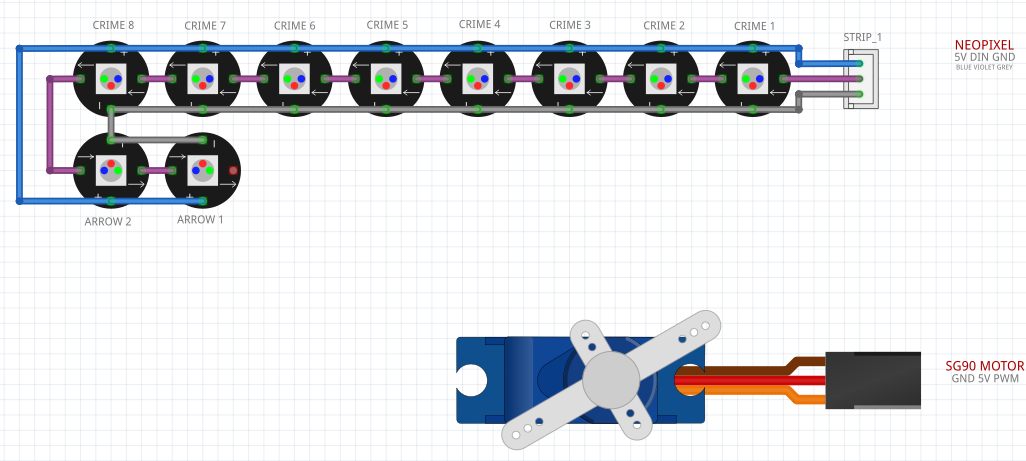 CRIME 8
CRIME 7
CRIME 6
CRIME 5
CRIME 4
CRIME 3
CRIME 2
CRIME 1
STRIP_1
NEOPIXEL
5V DIN GND
BLUE VIOLET GREY
ARROW 2
ARROW 1
SG90 MOTOR
GND 5V PWM